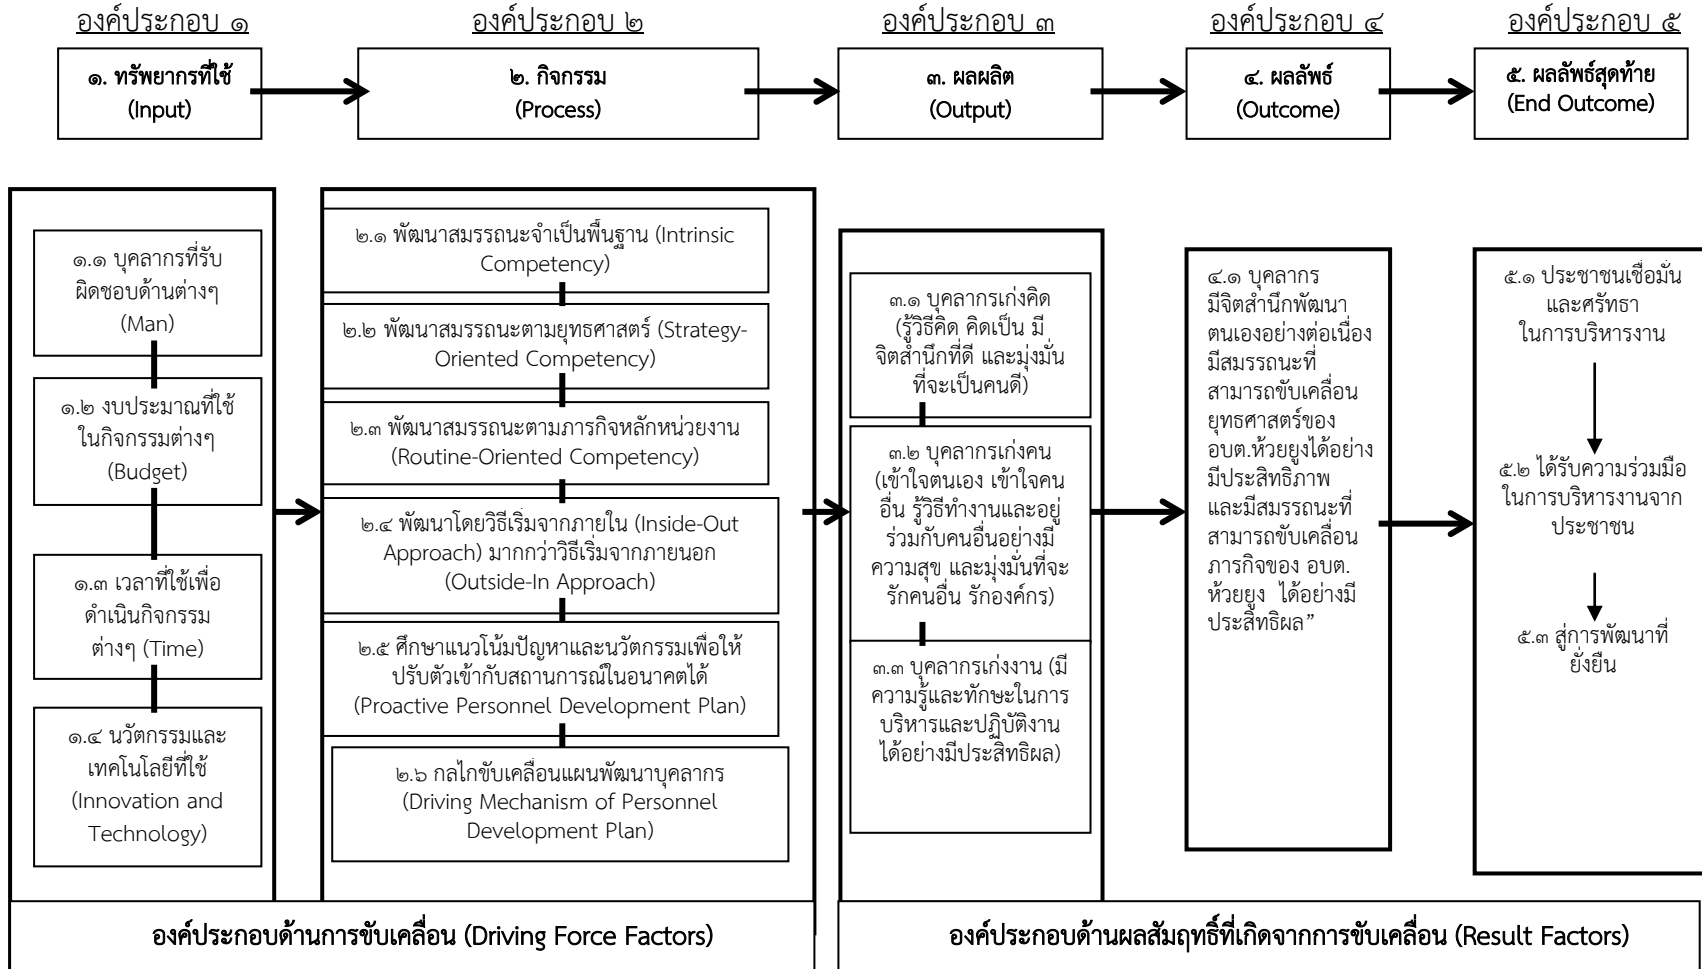 องค์ประกอบ ๑
องค์ประกอบ ๒
องค์ประกอบ ๓
องค์ประกอบ ๔
องค์ประกอบ ๕
๑. ทรัพยากรที่ใช้
(Input)
๒. กิจกรรม
(Process)
๓. ผลผลิต
(Output)
๔. ผลลัพธ์
(Outcome)
๕. ผลลัพธ์สุดท้าย
(End Outcome)
๑.๑ บุคลากรที่รับ
ผิดชอบด้านต่างๆ
(Man)
๑.๒ งบประมาณที่ใช้
ในกิจกรรมต่างๆ
(Budget)
๑.๓ เวลาที่ใช้เพื่อ
ดำเนินกิจกรรม
ต่างๆ (Time)
๑.๔ นวัตกรรมและ
เทคโนโลยีที่ใช้
(Innovation and
Technology)
๒.๑ พัฒนาสมรรถนะจำเป็นพื้นฐาน (Intrinsic
Competency)
๒.๒ พัฒนาสมรรถนะตามยุทธศาสตร์ (Strategy-
Oriented Competency)
๒.๓ พัฒนาสมรรถนะตามภารกิจหลักหน่วยงาน
(Routine-Oriented Competency)
๒.๔ พัฒนาโดยวิธีเริ่มจากภายใน (Inside-Out
Approach) มากกว่าวิธีเริ่มจากภายนอก
(Outside-In Approach)
๒.๕ ศึกษาแนวโน้มปัญหาและนวัตกรรมเพื่อให้
ปรับตัวเข้ากับสถานการณ์ในอนาคตได้
(Proactive Personnel Development Plan)
๒.๖ กลไกขับเคลื่อนแผนพัฒนาบุคลากร
(Driving Mechanism of Personnel
Development Plan)
๓.๑ บุคลากรเก่งคิด
(รู้วิธีคิด คิดเป็น มี
จิตสำนึกที่ดี และมุ่งมั่น
ที่จะเป็นคนดี)
๓.๒ บุคลากรเก่งคน
(เข้าใจตนเอง เข้าใจคน
อื่น รู้วิธีทำงานและอยู่
ร่วมกับคนอื่นอย่างมี
ความสุข และมุ่งมั่นที่จะ
รักคนอื่น รักองค์กร)
๓.๓ บุคลากรเก่งงาน (มี
ความรู้และทักษะในการ
บริหารและปฏิบัติงาน
ได้อย่างมีประสิทธิผล)
๔.๑ บุคลากร
มีจิตสำนึกพัฒนา
ตนเองอย่างต่อเนื่อง
มีสมรรถนะที่
สามารถขับเคลื่อน
ยุทธศาสตร์ของ
อบต.ห้วยยูงได้อย่าง
มีประสิทธิภาพ
และมีสมรรถนะที่
สามารถขับเคลื่อน
ภารกิจของ อบต.
ห้วยยูง ได้อย่างมี
ประสิทธิผล”
๕.๑ ประชาชนเชื่อมั่น
และศรัทธา
ในการบริหารงาน
๕.๒ ได้รับความร่วมมือ
ในการบริหารงานจาก
ประชาชน
๕.๓ สู่การพัฒนาที่
ยั่งยืน
องค์ประกอบด้านการขับเคลื่อน (Driving Force Factors)
องค์ประกอบด้านผลสัมฤทธิ์ที่เกิดจากการขับเคลื่อน (Result Factors)